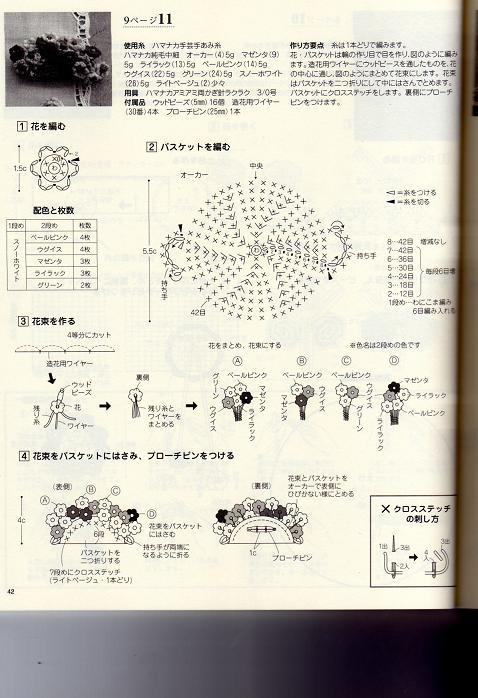 9ページ11
使用糸 ハマナカ手芸手あみ糸
ハマナカ純毛中細 オーカー(4)5g マゼンタ(9)
5g ライラック(13)5g ペールピンク(14)5g
ウグイス(22)5g グリーン(24)5g スノーホワイト
(26)5g ライトベージュ(2)少々
用具 ハマナカアミアミ両かぎ針ラクラク 3/0号
付属品 ウッドビーズ(5mm)16個 造花用ワイヤー
(30番)4本 ブローチピン(25mm)1本
作り方要点 糸は1本どりで編みます。
花・バスケットは輪の作り目で目を作り、図のように編み
ます。造花用ワイヤーにウッドビーズを通したものを、花
の中心に通し、図のようにまとめて花束にします。花束
はバスケットを二つ折りにして中にはさんでとめます。
バスケットにクロスステッチをします。裏側にブローチ
ピンをつけます。
1 花を編む
1.5c
わ
2
配色と枚数
1段め 2段め 枚数
スノーホワイト
ペールピンク 4枚
ウグイス 4枚
マゼンタ 3枚
ライラック 3枚
グリーン 2枚
2 バスケットを編む
オーカー
中央
5.5c
持ち手
持ち手
42目
=糸をつける
=糸を切る
8…42目 増減なし
7…42目
6…36目
5…30目
4…24目
3…18目
2…12目
毎段6目増
1段め…わにこま編み
6目編み入れる
3 花束を作る
4等分にカット
造花用ワイヤー
ウッド
ビーズ
花
残り糸
ワイヤー
裏側
残り糸と
ワイヤーを
まとめる
花をまとめ、花束にする
※色名は2段めの色です
A
ペールピンク
グリーン
ウグイス
マゼンタ
ライラック
B
ペールピンク
マゼンタ
ウグイス
C
ペールピンク
ウグイス
グリーン
D
マゼンタ
ライラック
ペールピンク
ウグイス
ライラック
4 花束をバスケットにはさみ、ブローチピンをつける
(表側)
A
B
C
D
4c
6段
花束をバスケット
にはさむ
持ち手が両端に
なるように折る
バスケットを
二つ折りする
7段めにクロスステッチ
(ライトベージュ・1本どり)
(裏側)
花束とバスケットを
オーカーで表側に
ひびかない様にとめる
1c
ブローチピン
クロスステッチ
の刺し方
1出
3出
2入
4入
3出
42